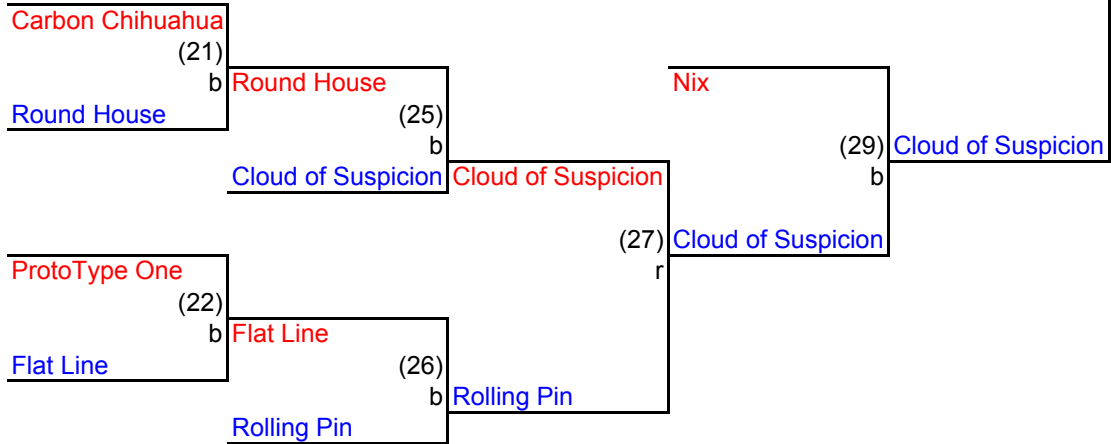 Carbon Chihuahua
(21)
b Round House
Nix
Round House
(25)
b
(29) Cloud of Suspicion
Cloud of Suspicion Cloud of Suspicion
b
(27) Cloud of Suspicion
ProtoType One
r
(22)
b Flat Line
Flat Line
(26)
b Rolling Pin
Rolling Pin